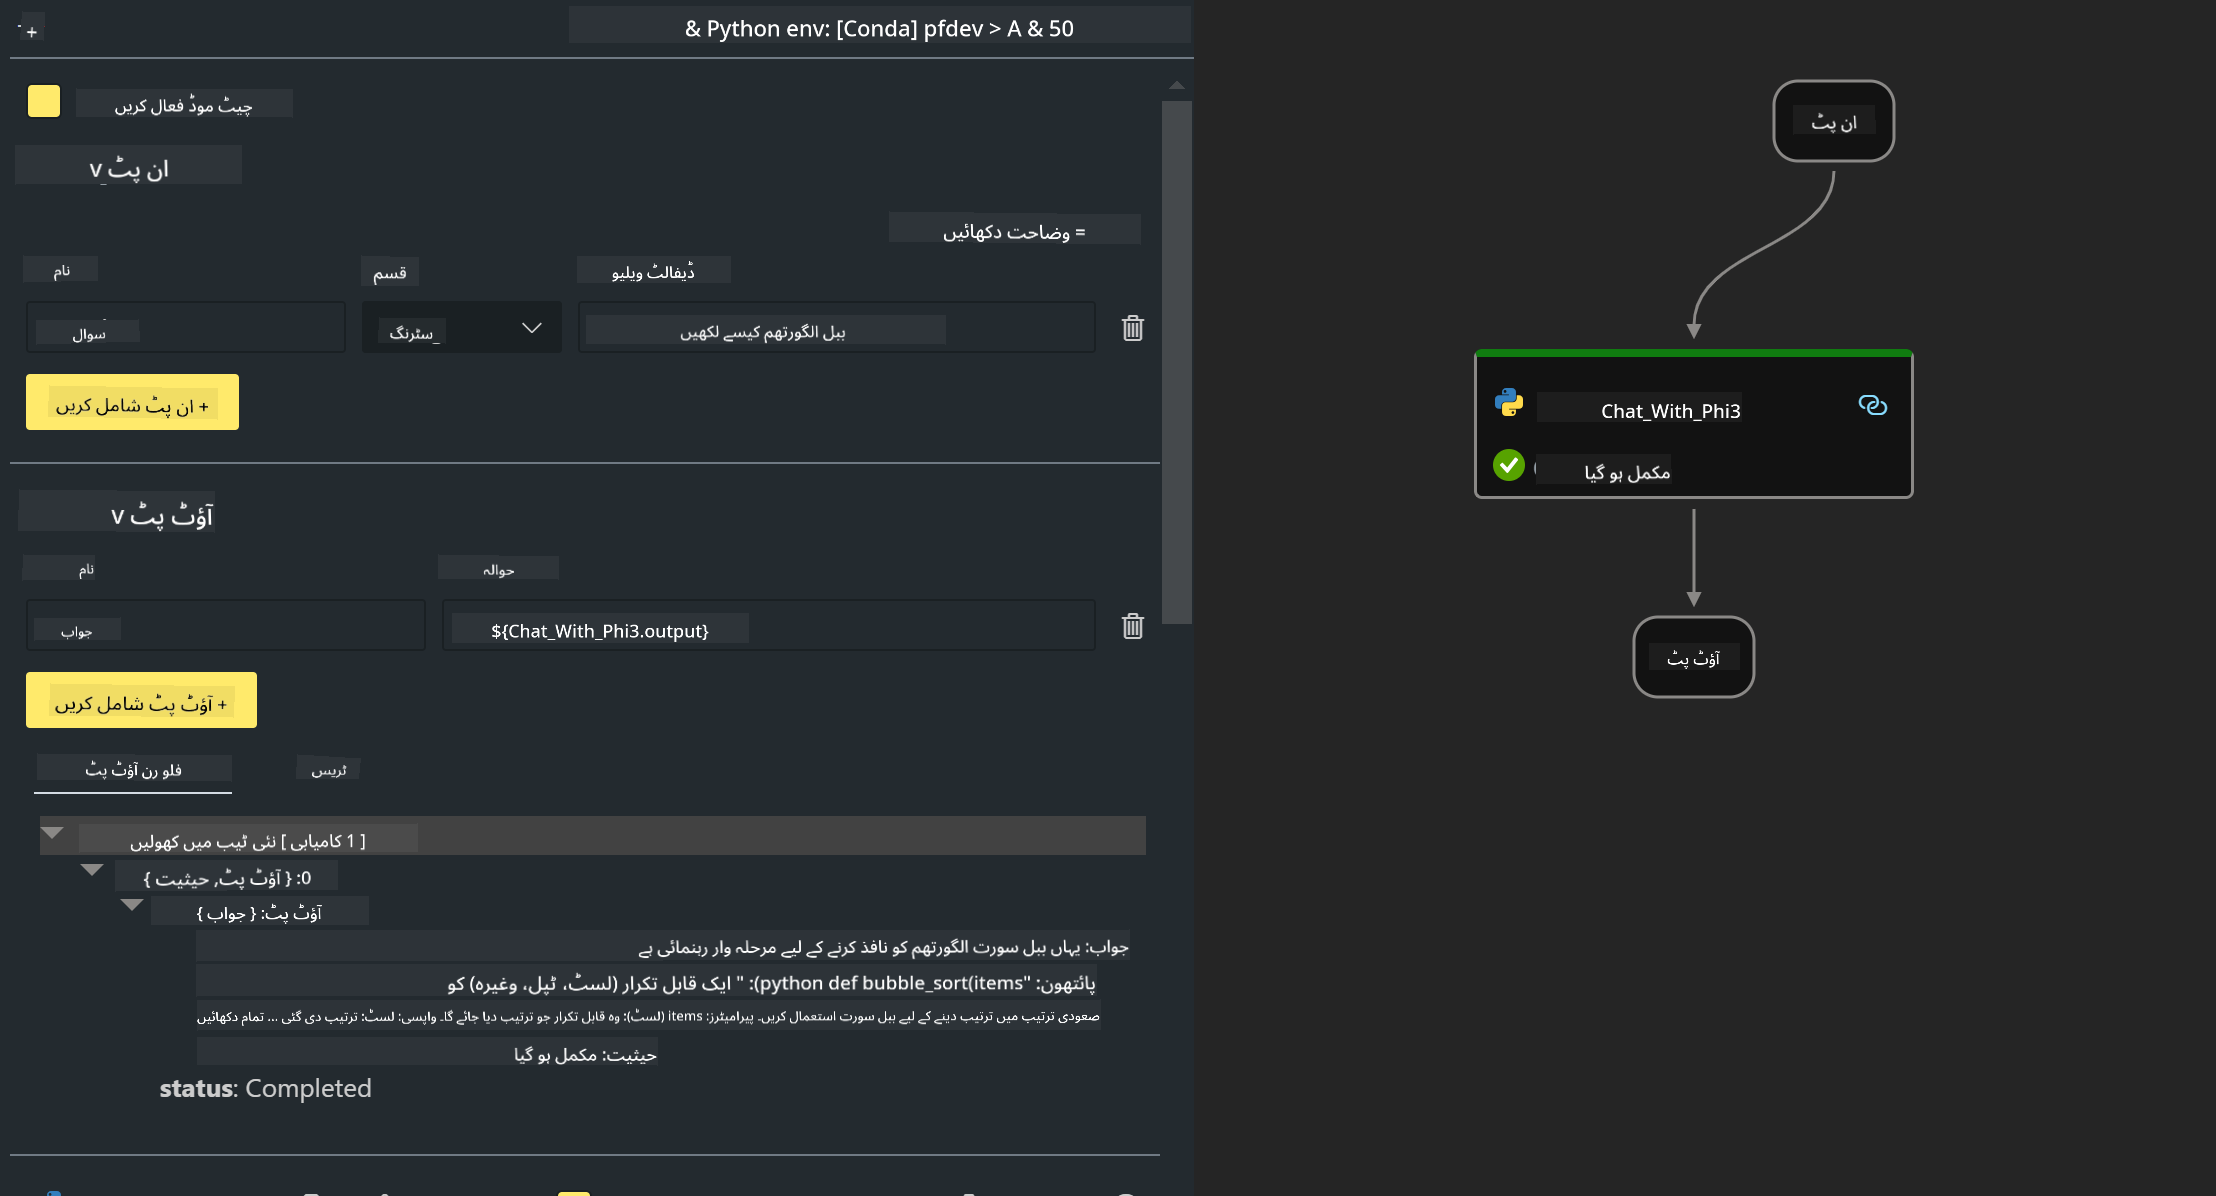 +
& Python env: [Conda] pfdev > A & 50
چیٹ موڈ فعال کریں
ان پٹ v
= وضاحت دکھائیں
نام
قسم
ڈیفالٹ ویلیو
سوال
سٹرنگ_
ببل الگورتھم کیسے لکھیں
+ ان پٹ شامل کریں
آؤٹ پٹ v
نام
حوالہ
جواب
${Chat_With_Phi3.output}
+ آؤٹ پٹ شامل کریں
فلو رن آؤٹ پٹ
ٹریس
[ 1 کامیابی ] نئی ٹیب میں کھولیں
0: { آؤٹ پٹ, حیثیت }
آؤٹ پٹ: { جواب }
جواب: یہاں ببل سورت الگورتھم کو نافذ کرنے کے لیے مرحلہ وار رہنمائی ہے
پائتھون: "python def bubble_sort(items): " ایک قابل تکرار (لسٹ، ٹپل، وغیرہ) کو
صعودی ترتیب میں ترتیب دینے کے لیے ببل سورت استعمال کریں۔ پیرامیٹرز: items (لسٹ): وہ قابل تکرار جو ترتیب دیا جائے گا۔ واپسی: لسٹ: ترتیب دی گئی ... تمام دکھائیں
حیثیت: مکمل ہو گیا
status: Completed
ان پٹ
Chat_With_Phi3
مکمل ہو گیا
آؤٹ پٹ